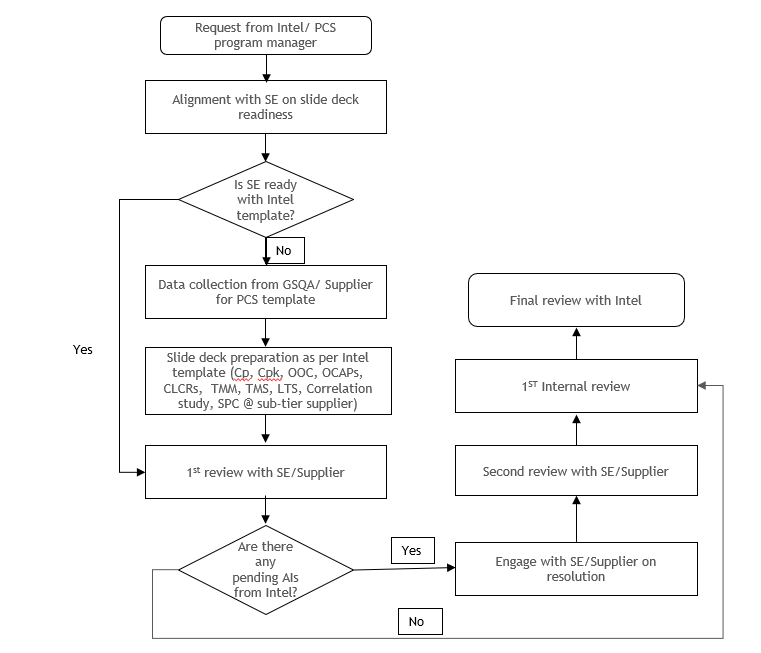 Request from Intel/ PCS
program manager
Alignment with SE on slide deck
readiness
Is SE ready
with Intel
template?
No
Data collection from GSQA/ Supplier
for PCS template
Yes
Slide deck preparation as per Intel
template (Cp, Cpk, OOC, OCAPs,
CLCRs, TMM, TMS, LTS, Correlation
study, SPC @ sub-tier supplier)
1st review with SE/Supplier
Are there
any
pending AIs
from Intel?
Yes
No
Engage with SE/Supplier on
resolution
Second review with SE/Supplier
1ST Internal review
Final review with Intel